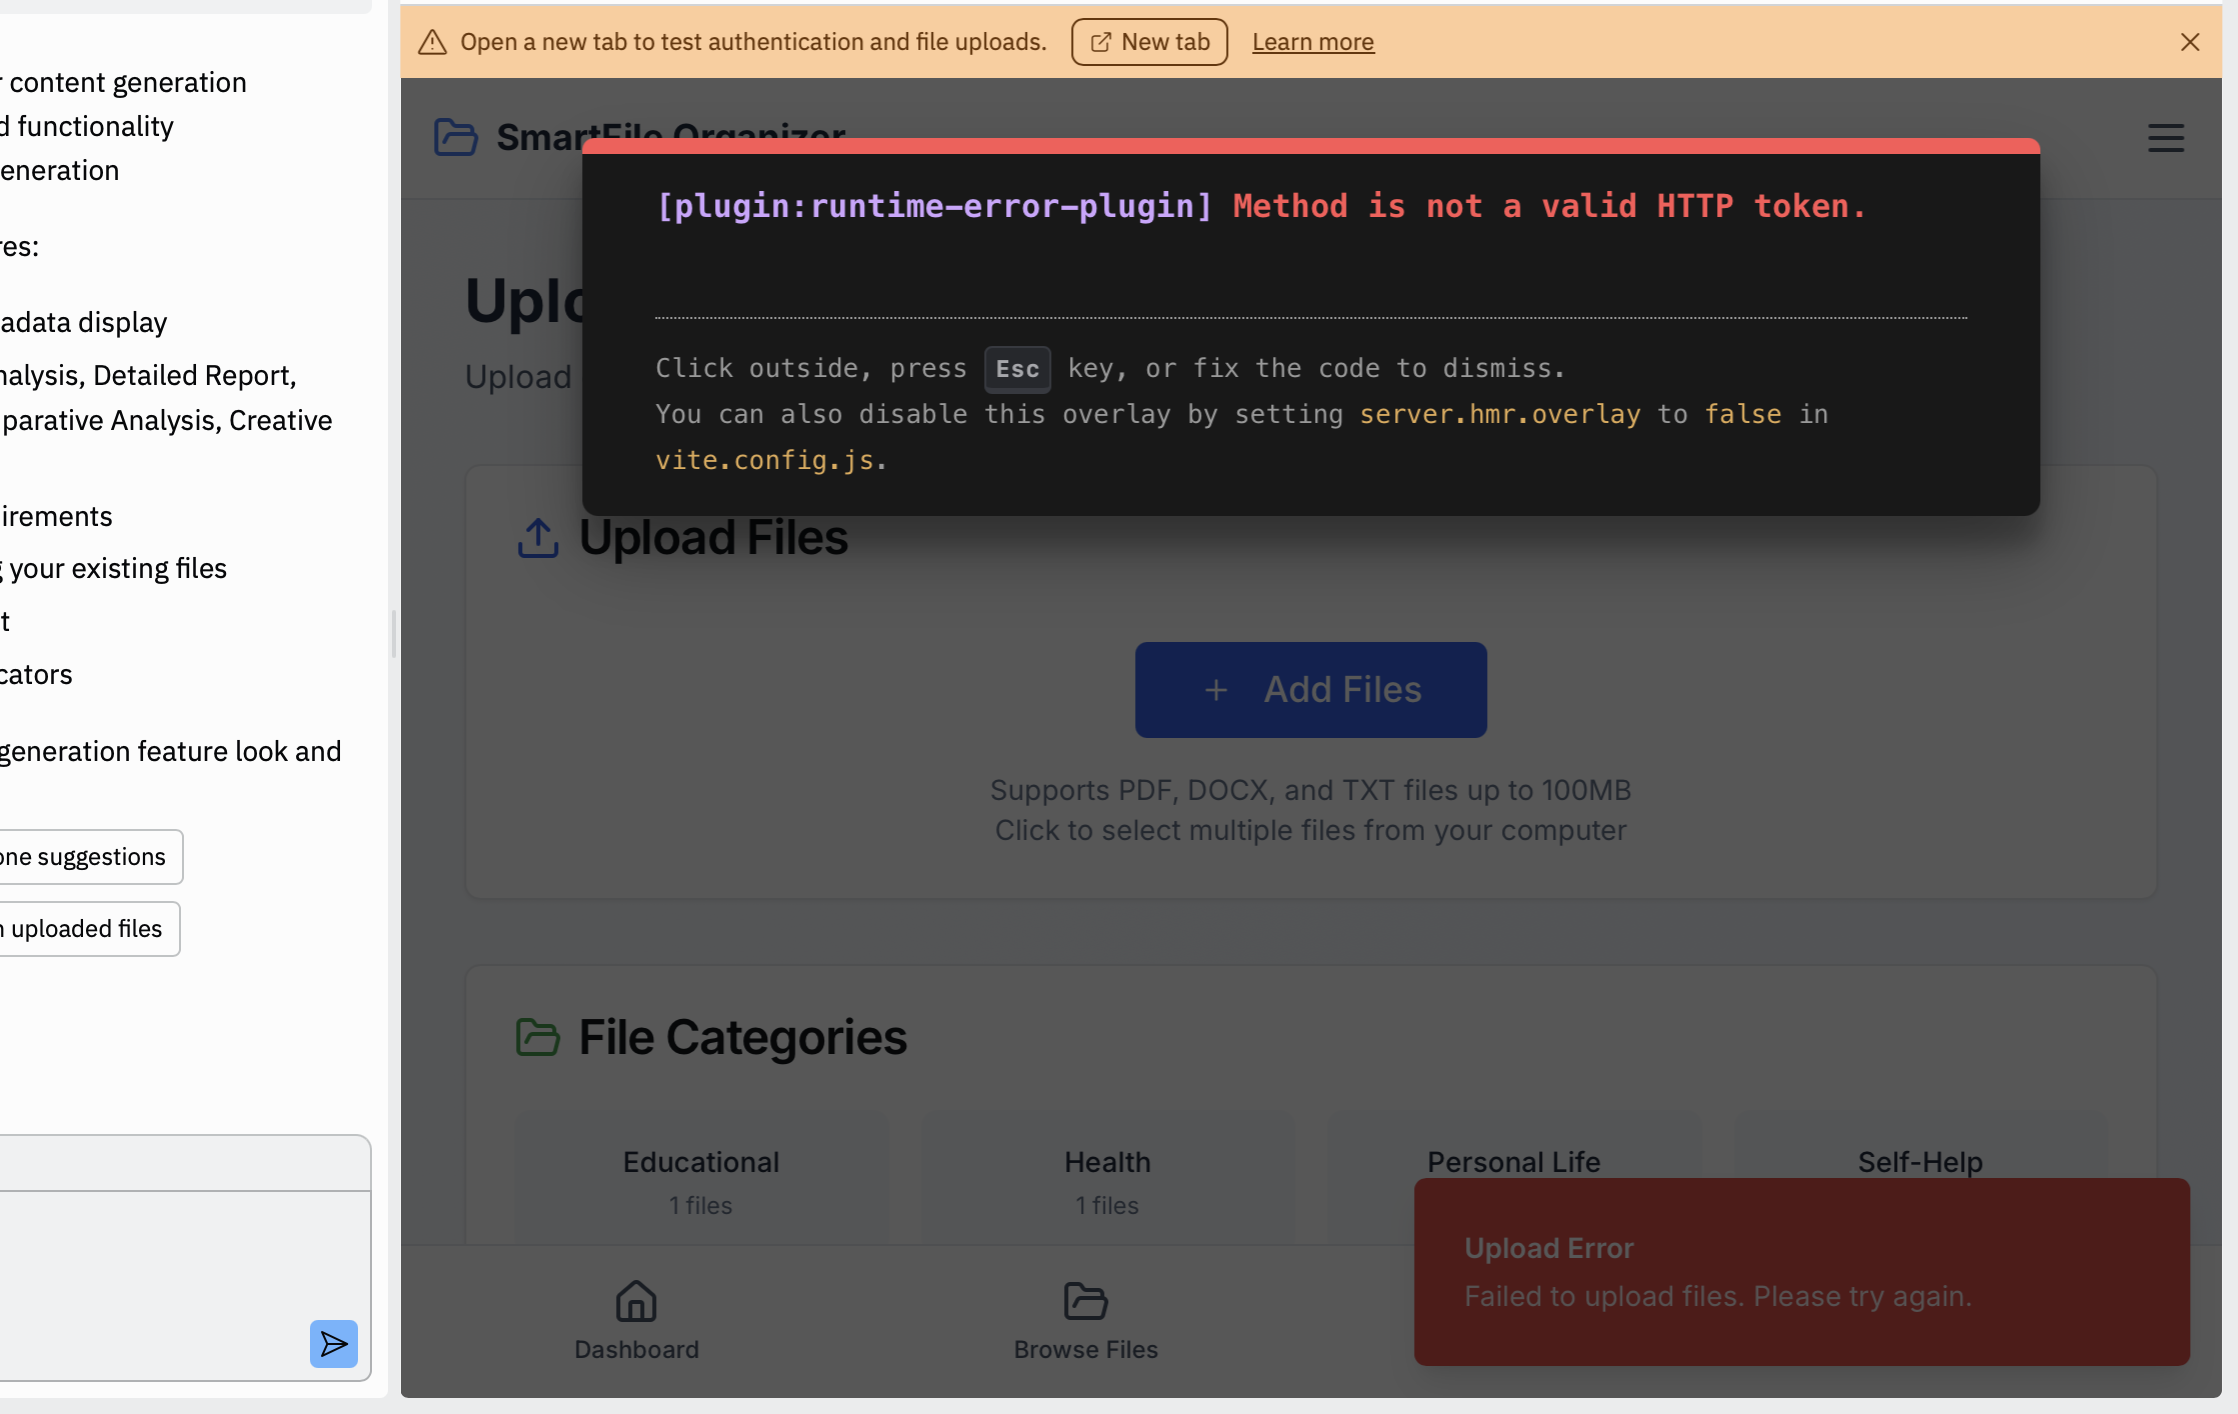 content generation
functionality
eneration
res:
adata display
nalysis, Detailed Report,
parative Analysis, Creative
irements
your existing files
t
cators
generation feature look and
one suggestions
n uploaded files
Open a new tab to test authentication and file uploads.
New tab
Learn more
SmartFile Organizer
[plugin:runtime-error-plugin] Method is not a valid HTTP token.
Click outside, press Esc key, or fix the code to dismiss.
You can also disable this overlay by setting server.hmr.overlay to false in
vite.config.js.
Uplo
Upload
Upload Files
+ Add Files
Supports PDF, DOCX, and TXT files up to 100MB
Click to select multiple files from your computer
File Categories
Educational
1 files
Health
1 files
Personal Life
Self-Help
Upload Error
Failed to upload files. Please try again.
Dashboard
Browse Files